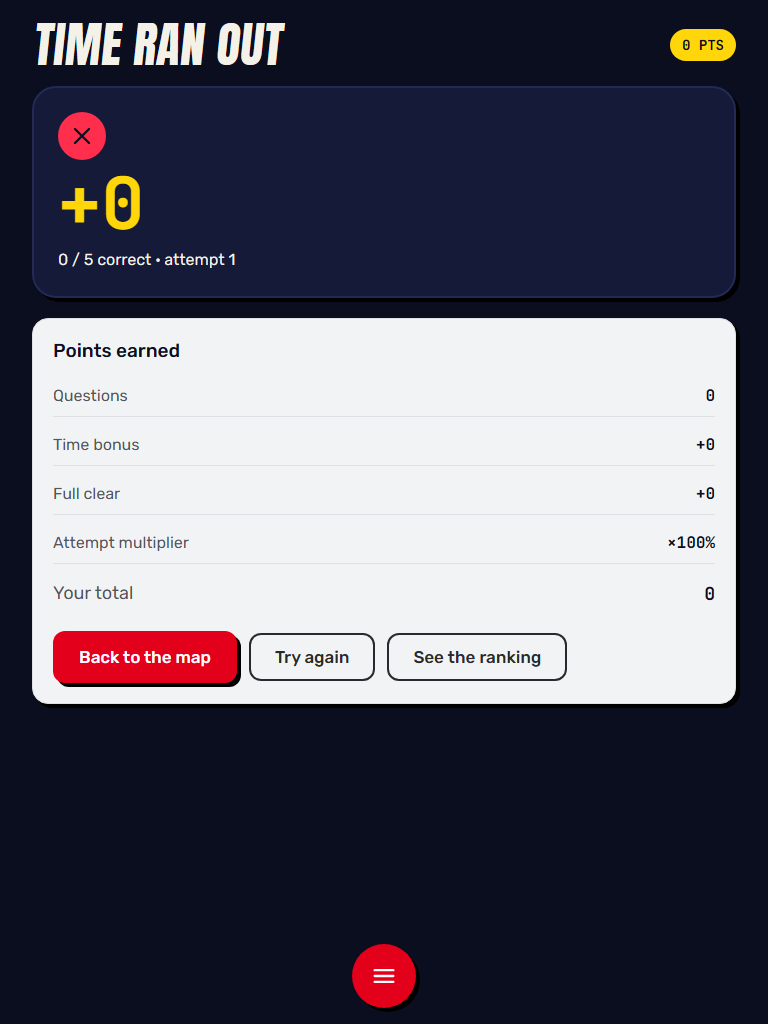 TIME RAN OUT
0 PTS
+0
0 / 5 correct • attempt 1
Points earned
Questions 0
Time bonus +0
Full clear +0
Attempt multiplier ×100%
Your total 0
Back to the map Try again See the ranking